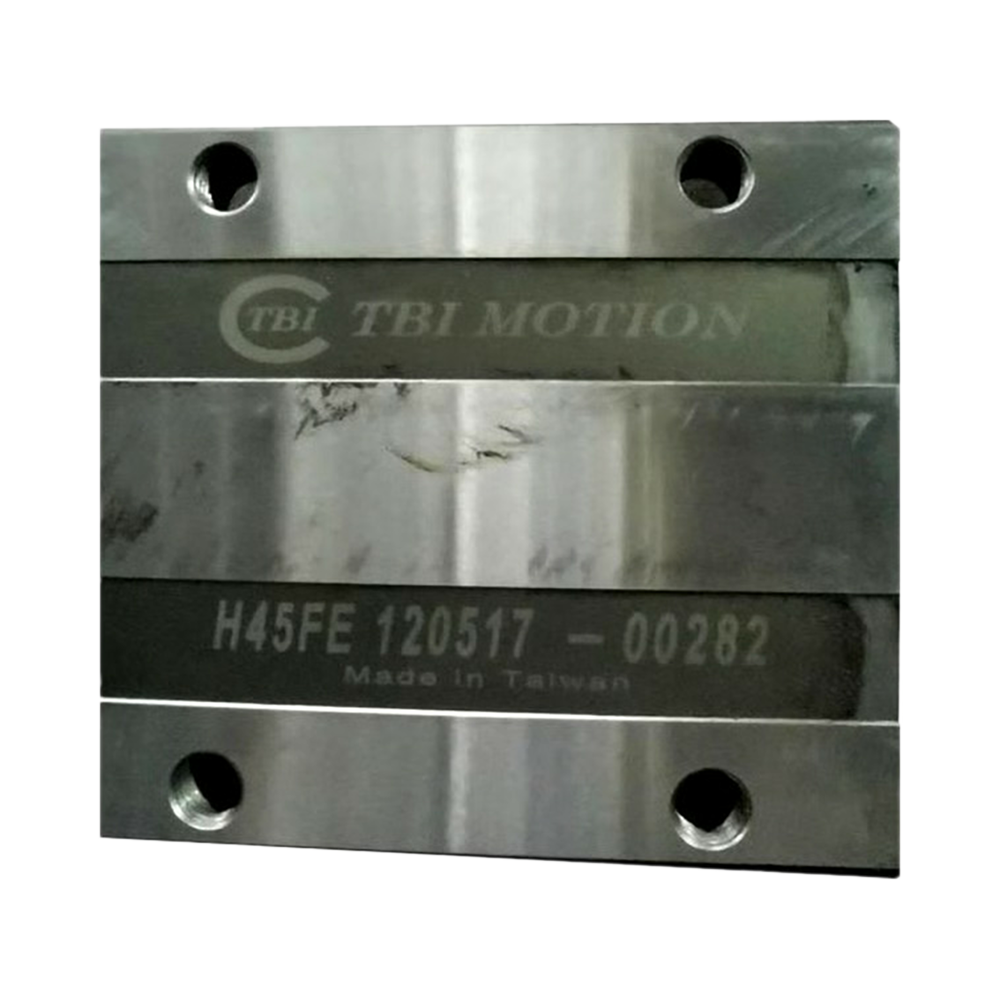 TBI TBI MOTION
H45FE 120517 - 00282
Made in Taiwan